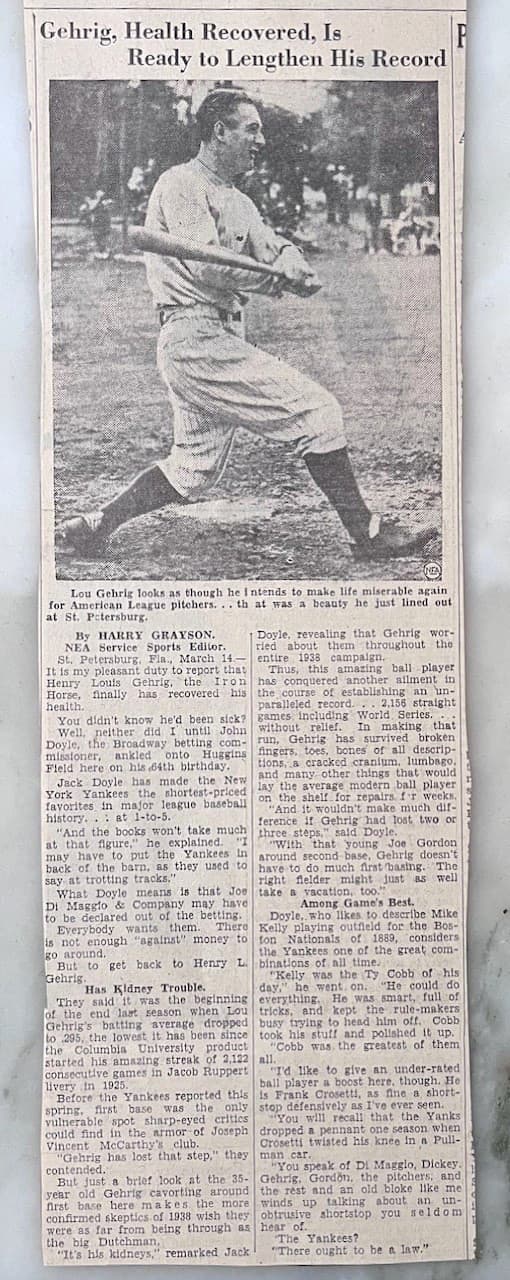 Gehrig, Health Recovered, Is
Ready to Lengthen His Record
P
NEA
Lou Gehrig looks as though he intends to make life miserable again
for American League pitchers. . . th at was a beauty he just lined out
at St. Petersburg.
By HARRY GRAYSON.
NEA Service Sports Editor.
St. Petersburg, Fla., March 14.—
It is my pleasant duty to report that
Henry Louis Gehrig, the Iron
Horse, finally has recovered his
health.
You didn't know he'd been sick?
Well, neither did I until John
Doyle, the Broadway betting com-
missioner, ankled onto Huggins
Field here on his 64th birthday.
Jack Doyle has made the New
York Yankees the shortest-priced
favorites in major league baseball
history. . . at 1-to-5.
"And the books won't take much
at that figure," he explained. "I
may have to put the Yankees in
back of the barn, as they used to
say at trotting tracks."
What Doyle means is that Joe
Di Maggio & Company may have
to be declared out of the betting.
Everybody wants them. There
is not enough "against" money to
go around.
But to get back to Henry L.
Gehrig.
Has Kidney Trouble.
They said it was the beginning
of the end last season when Lou
Gehrig's batting average dropped
to .295, the lowest it has been since
the Columbia University product
started his amazing streak of 2,122
consecutive games in Jacob Ruppert
livery in 1925.
Before the Yankees reported this
spring, first base was the only
vulnerable spot sharp-eyed critics
could find in the armor of Joseph
Vincent McCarthy's club.
"Gehrig has lost that step," they
contended.
But just a brief look at the 35-
year old Gehrig cavorting around
first base here makes the more
confirmed skeptics of 1938 wish they
were as far from being through as
the big Dutchman.
"It's his kidneys," remarked Jack
Doyle, revealing that Gehrig wor-
ried about them throughout the
entire 1938 campaign.
Thus, this amazing ball player
has conquered another ailment in
the course of establishing an un-
paralleled record. . . 2,156 straight
games including World Series. . .
without relief. In making that
run, Gehrig has survived broken
fingers, toes, bones of all descrip-
tions, a cracked cranium, lumbago,
and many other things that would
lay the average modern ball player
on the shelf for repairs f r weeks.
"And it wouldn't make much dif-
ference if Gehrig had lost two or
three steps," said Doyle.
"With that young Joe Gordon
around second base, Gehrig doesn't
have to do much first basing. The
right fielder might just as well
take a vacation, too."
Among Game's Best.
Doyle, who likes to describe Mike
Kelly playing outfield for the Bos-
ton Nationals of 1889, considers
the Yankees one of the great com-
binations of all time.
"Kelly was the Ty Cobb of his
day," he went on. "He could do
everything. He was smart, full of
tricks, and kept the rule-makers
busy trying to head him off. Cobb
took his stuff and polished it up.
"Cobb was the greatest of them
all.
"I'd like to give an under-rated
ball player a boost here, though. He
is Frank Crosetti, as fine a short-
stop defensively as I've ever seen.
"You will recall that the Yanks
dropped a pennant one season when
Crosetti twisted his knee in a Pull-
man car.
"You speak of Di Maggio, Dickey,
Gehrig, Gordon, the pitchers, and
the rest and an old bloke like me
winds up talking about an un-
obtrusive shortstop you seldom
hear of.
"The Yankees?
"There ought to be a law."